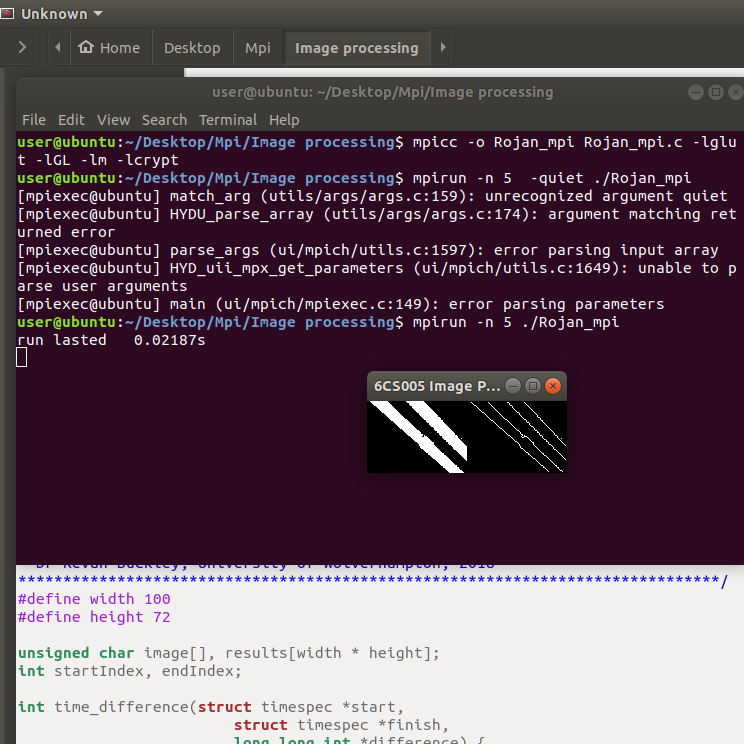 Unknown
Home Desktop Mpi Image processing
user@ubuntu: ~/Desktop/Mpi/Image processing
File Edit View Search Terminal Help
user@ubuntu:~/Desktop/Mpi/Image processing$ mpicc -o Rojan_mpi Rojan_mpi.c -lglu
t -lGL -lm -lcrypt
user@ubuntu:~/Desktop/Mpi/Image processing$ mpirun -n 5  -quiet ./Rojan_mpi
[mpiexec@ubuntu] match_arg (utils/args/args.c:159): unrecognized argument quiet
[mpiexec@ubuntu] HYDU_parse_array (utils/args/args.c:174): argument matching ret
urned error
[mpiexec@ubuntu] parse_args (ui/mpich/utils.c:1597): error parsing input array
[mpiexec@ubuntu] HYD_uii_mpx_get_parameters (ui/mpich/utils.c:1649): unable to p
arse user arguments
[mpiexec@ubuntu] main (ui/mpich/mpiexec.c:149): error parsing parameters
user@ubuntu:~/Desktop/Mpi/Image processing$ mpirun -n 5 ./Rojan_mpi
run lasted   0.02187s
6CS005 Image P...
Dr Kevan Buckley, University of Wolverhampton, 2018
******************************************************************************/
#define width 100
#define height 72
unsigned char image[], results[width * height];
int startIndex, endIndex;
int time_difference(struct timespec *start,
struct timespec *finish,
long long int *difference) {